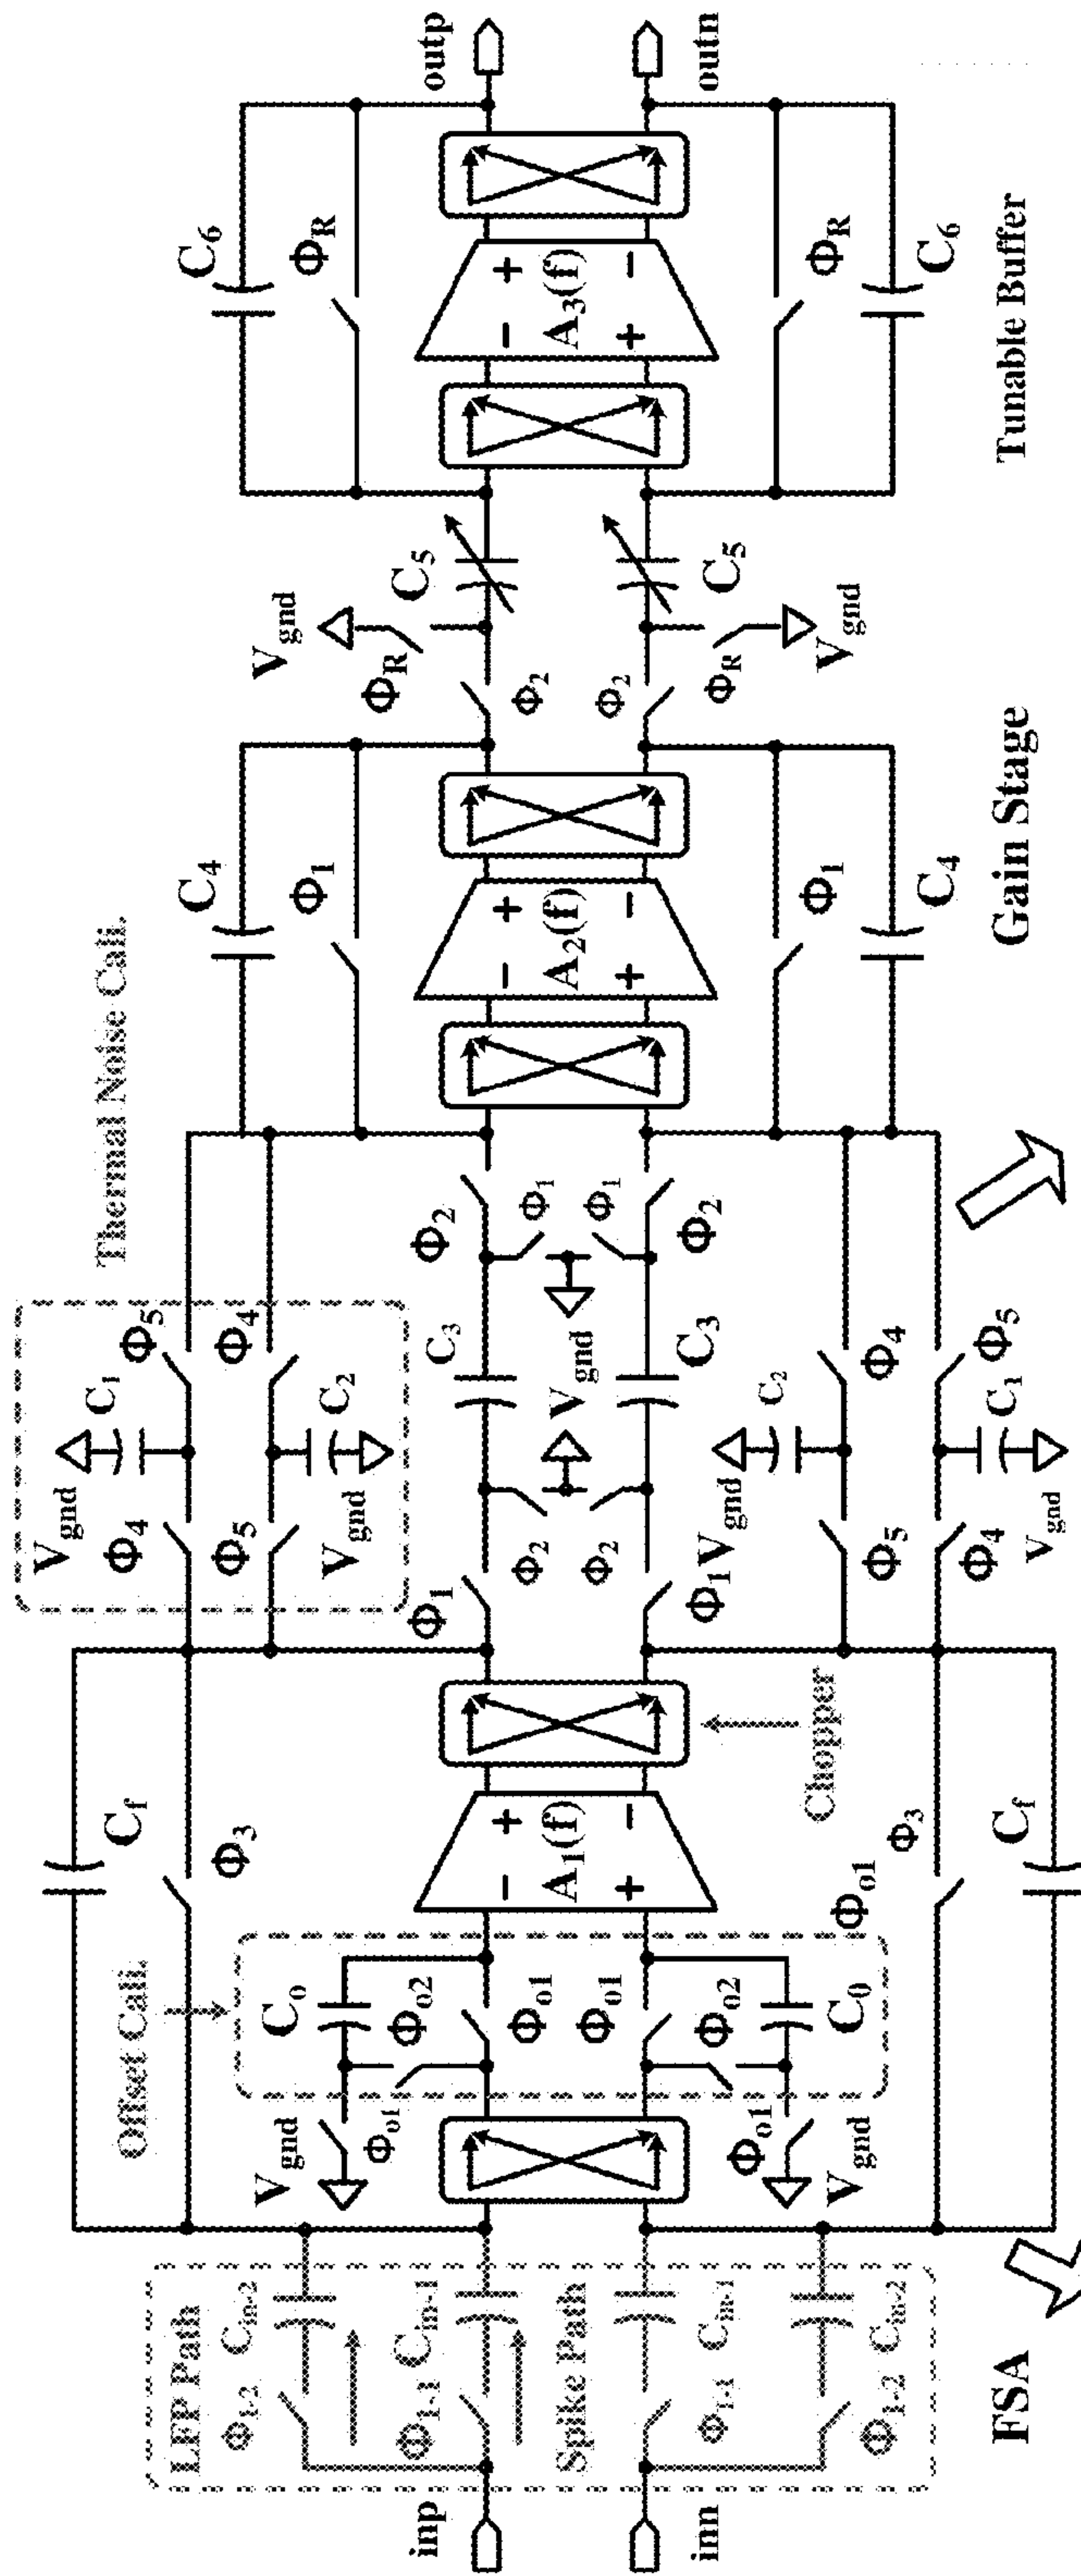 inp
inn
LFP Path
Φ1-2
Cin-2
Φ1-1
Cin-1
Spike Path
Φ1-1
Cin-1
Φ1-2
Cin-2
FSA
Offset Cali.
Vgnd
Φo1
Co
Φo2
Φo1
Φo1
Φo2
C0
Φo1
Vgnd
Φo1
Cf
Φ3
A1(f)
- +
+ -
Chopper
Φ3
Cf
Thermal Noise Cali.
Vgnd
C1
Φ4
Φ5
Φ5
Φ4
Vgnd
C2
Φ1
Φ2
C3
Φ2
Φ1
Vgnd
Φ2
Φ1
C3
Φ1
Φ2
Vgnd
C2
Φ5
Φ4
Φ4
Φ5
C1
Vgnd
C4
Φ1
A2(f)
- +
+ -
Φ1
C4
Gain Stage
Vgnd
ΦR
Φ2
C5
Φ2
C5
ΦR
Vgnd
C6
ΦR
A3(f)
- +
+ -
ΦR
C6
Tunable Buffer
outp
outn